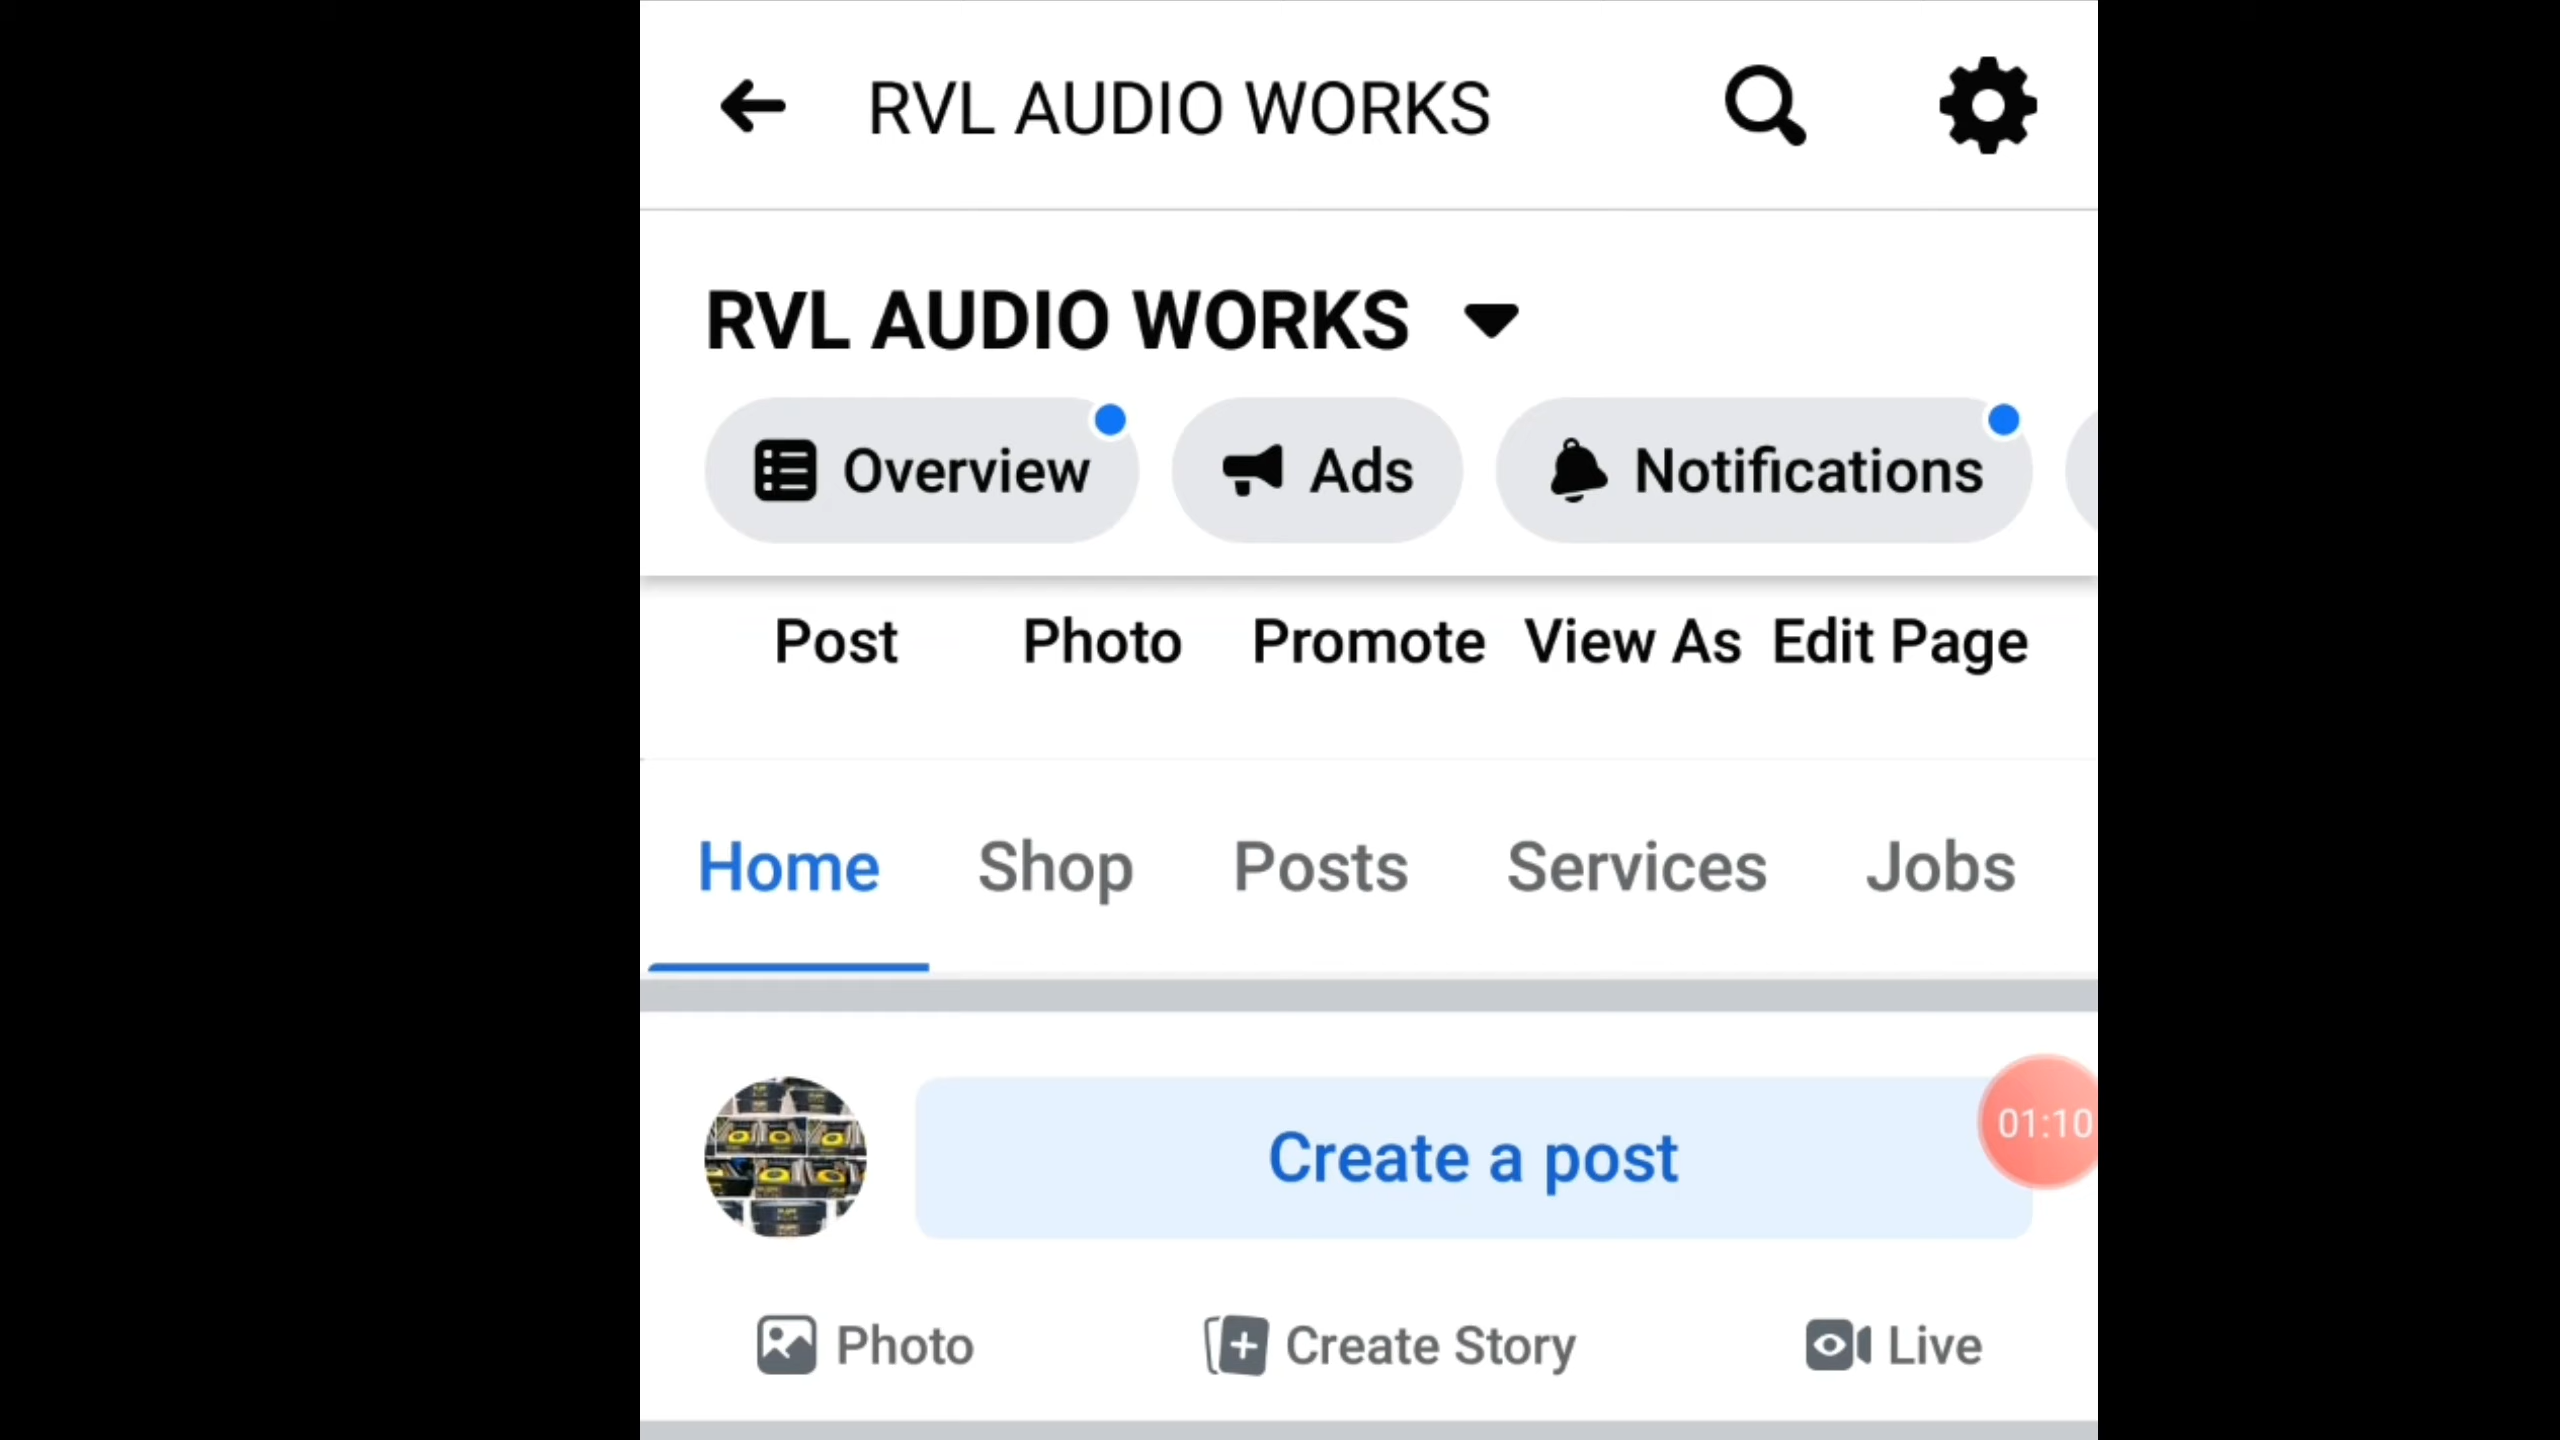 RVL AUDIO WORKS
RVL AUDIO WORKS
Overview Ads Notifications
Post Photo Promote View As Edit Page
Home Shop Posts Services Jobs
Create a post
01:10
Photo Create Story Live